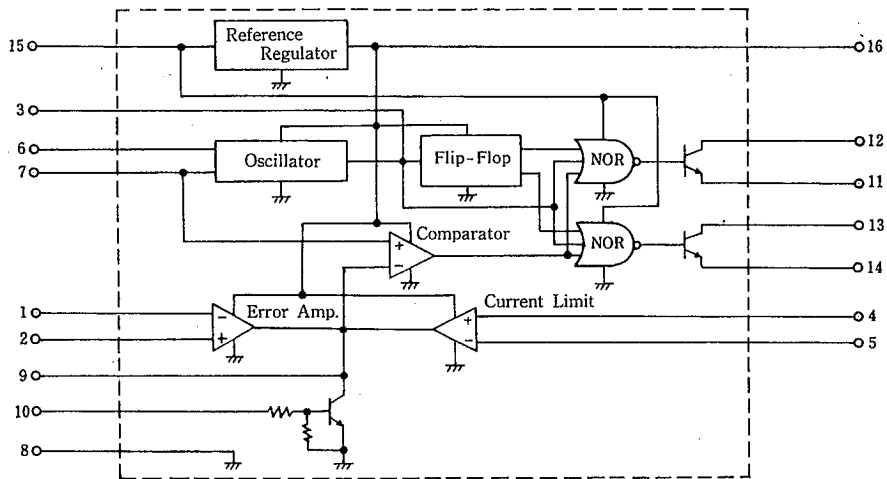 15
Reference
Regulator
16
3
6
7
Oscillator
Flip-Flop
NOR
12
11
Comparator
+
−
NOR
13
14
1
2
−
+
Error Amp.
Current Limit
+
−
4
5
9
10
8